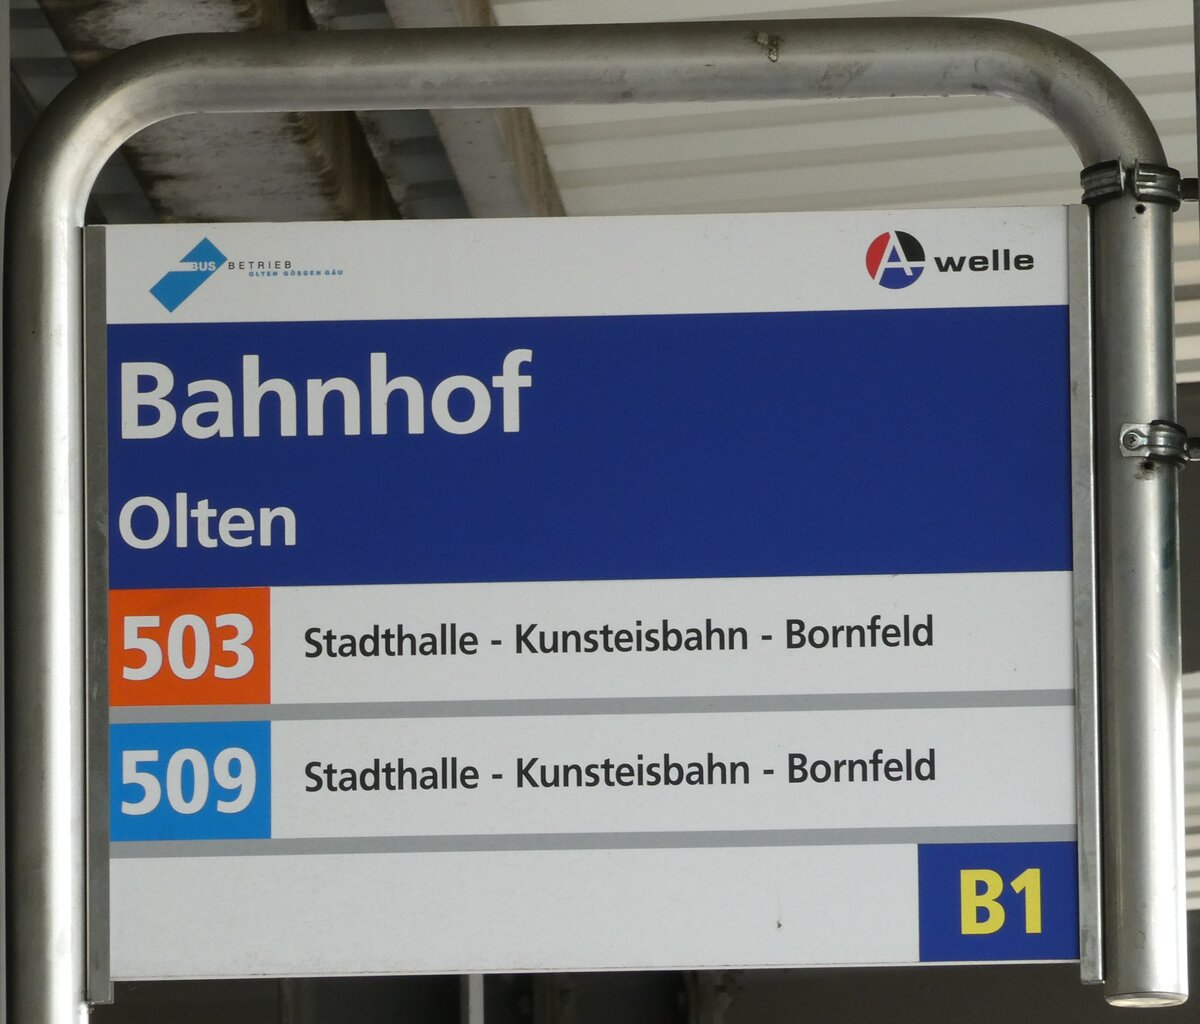 BUS BETRIEB
OLTEN GÖSGEN GÄU
A welle
Bahnhof
Olten
503 Stadthalle - Kunsteisbahn - Bornfeld
509 Stadthalle - Kunsteisbahn - Bornfeld
B1